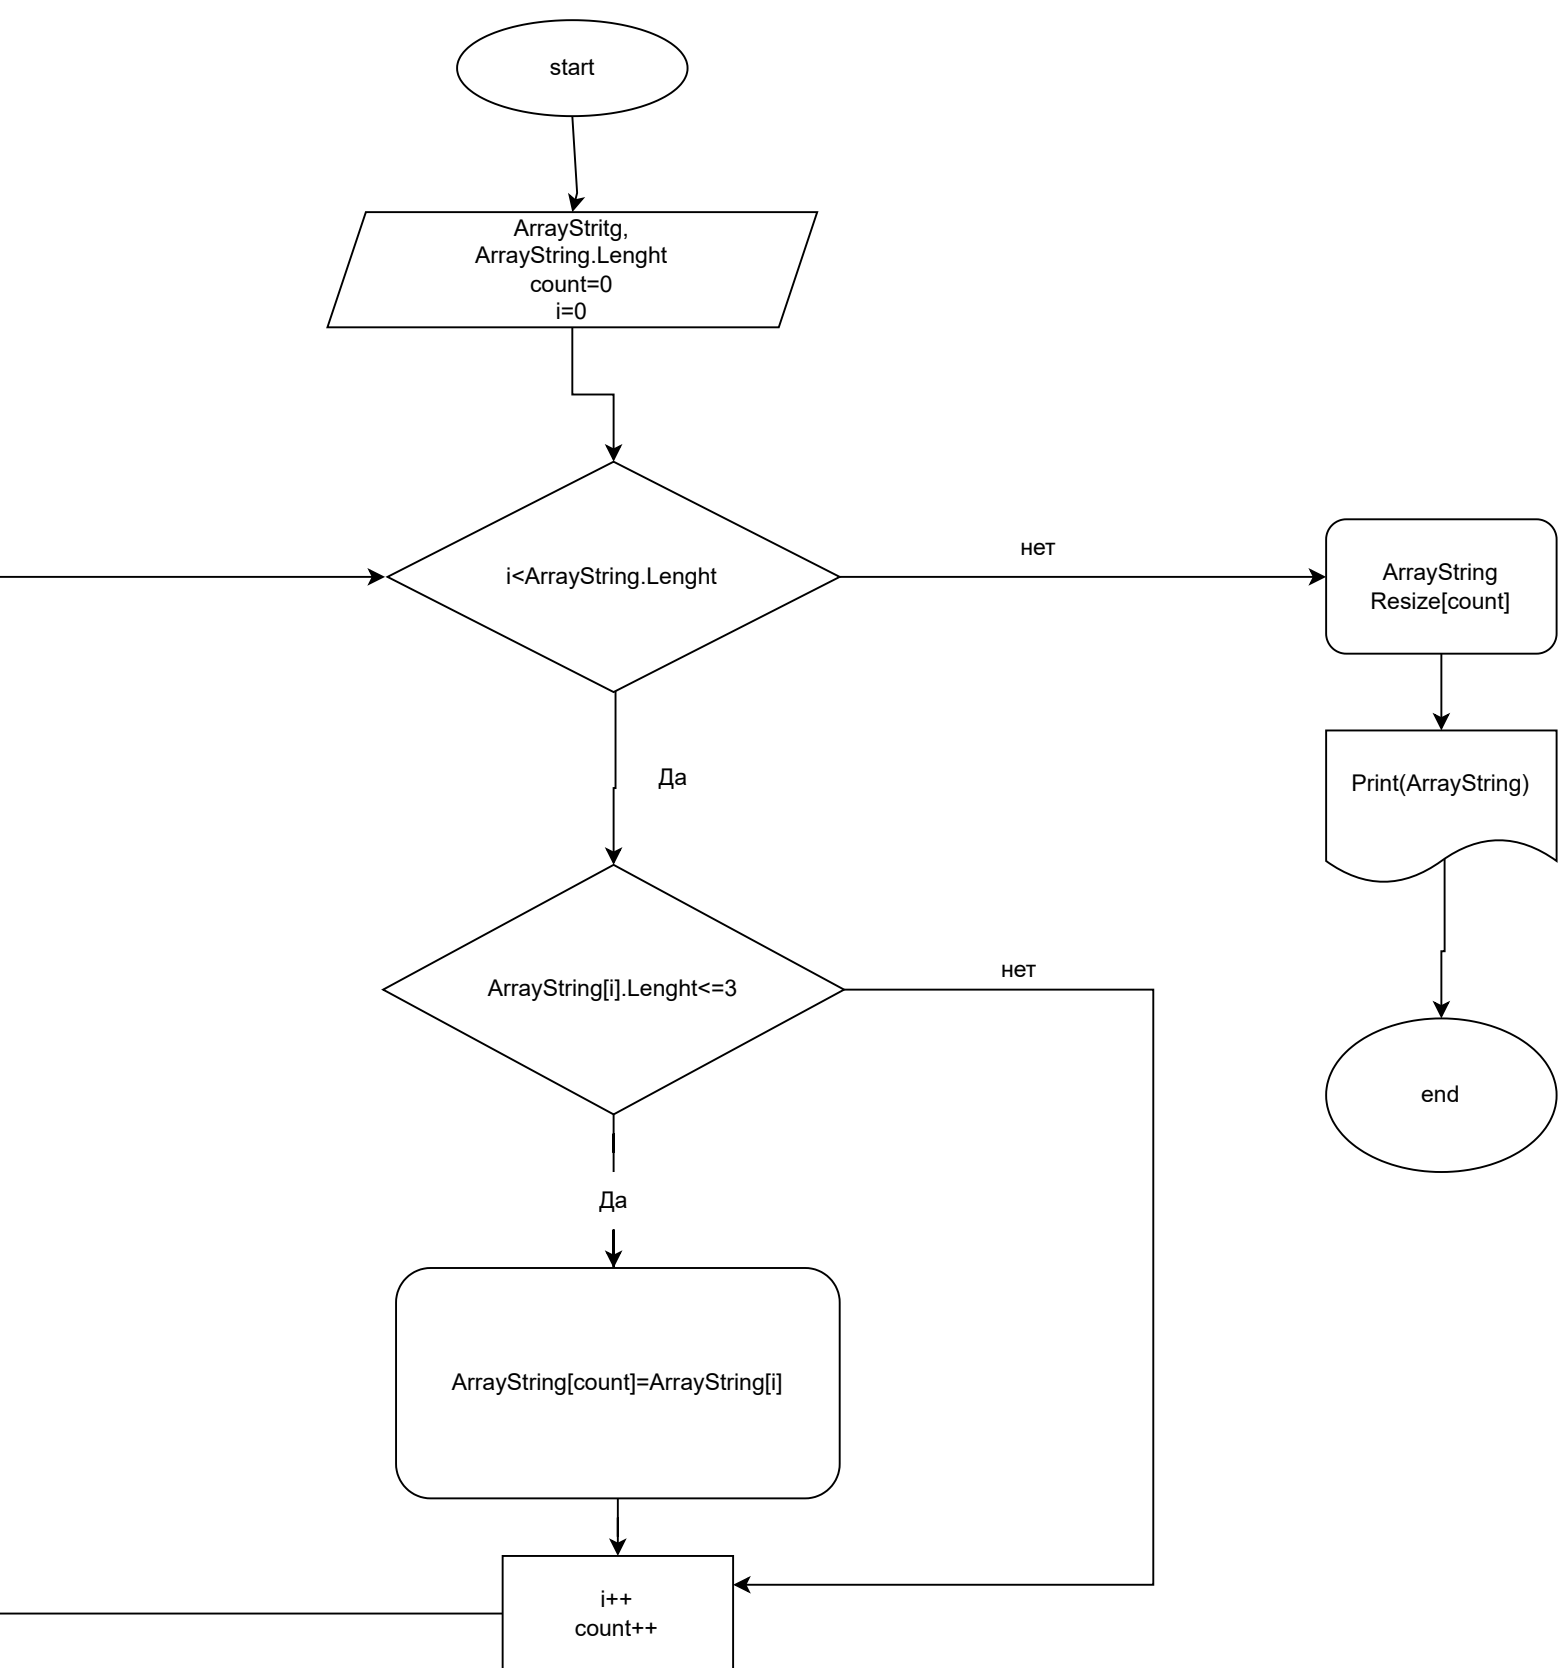 start
ArrayStritg,
ArrayString.Lenght
count=0
i=0
i<ArrayString.Lenght
нет
ArrayString
Resize[count]
Да
Print(ArrayString)
ArrayString[i].Lenght<=3
нет
end
Да
ArrayString[count]=ArrayString[i]
i++
count++